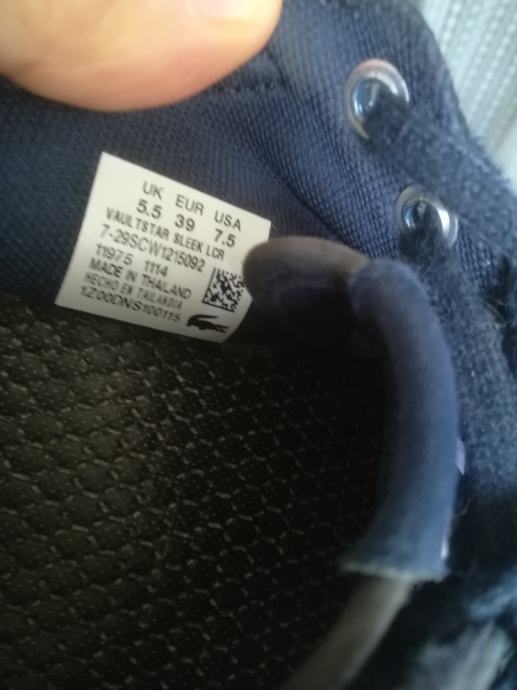 UK EUR USA
5.5 39 7.5
VAULTSTAR SLEEK LCR
7-29SCW1215092
11975 1114
MADE IN THAILAND
HECHO EN TAILANDIA
1Z00DNS100115